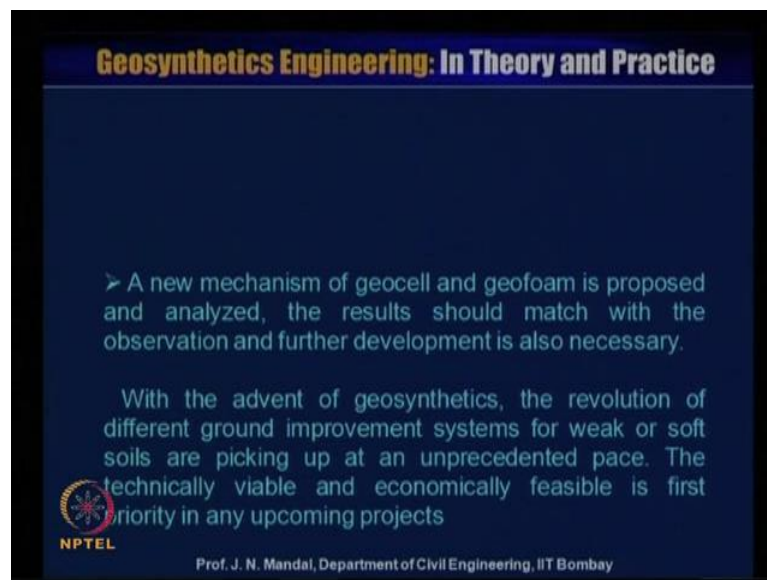 Geosynthetics Engineering: In Theory and Practice
➢ A new mechanism of geocell and geofoam is proposed
and analyzed, the results should match with the
observation and further development is also necessary.
With the advent of geosynthetics, the revolution of
different ground improvement systems for weak or soft
soils are picking up at an unprecedented pace. The
technically viable and economically feasible is first
priority in any upcoming projects
NPTEL
Prof. J. N. Mandal, Department of Civil Engineering, IIT Bombay